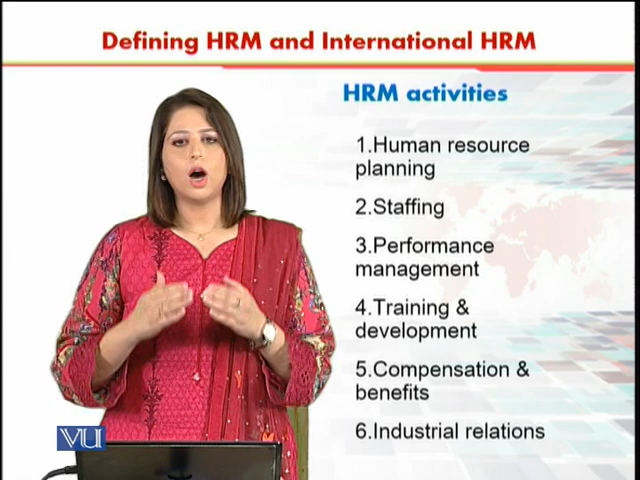 Defining HRM and International HRM
HRM activities
1.Human resource
planning
2.Staffing
3.Performance
management
4.Training &
development
5.Compensation &
benefits
6.Industrial relations
VU